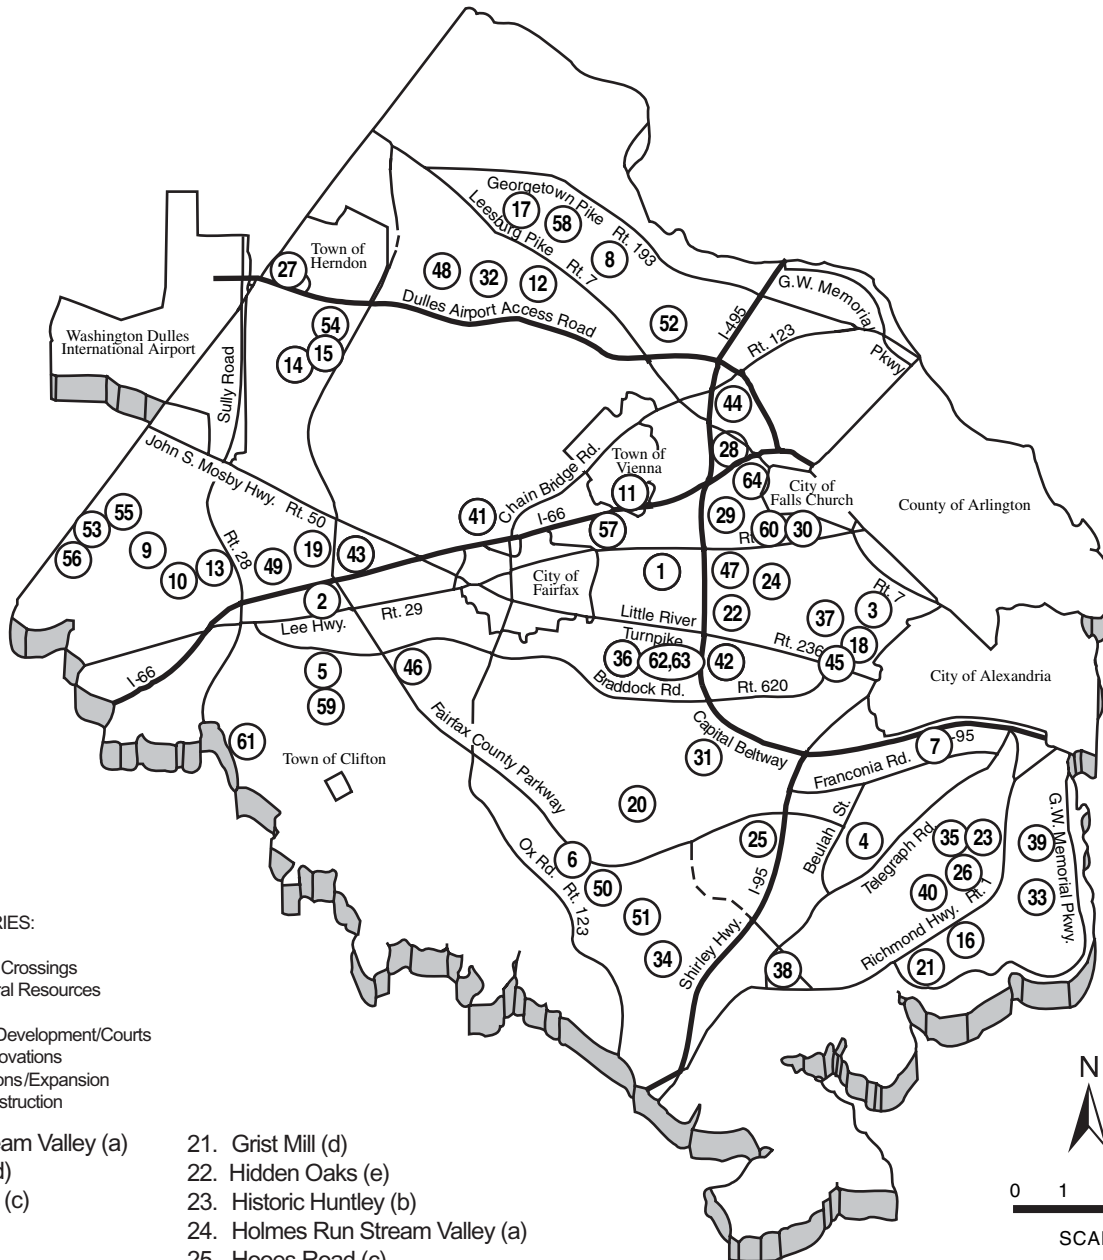 Georgetown Pike
Rt. 193
17
58
8
Leesburg Pike
Rt. 7
Town of
Herndon
27
48
32
12
G.W. Memorial
Pkwy
Dulles Airport Access Road
52
I-495
Rt. 123
Washington Dulles
International Airport
54
15
14
Sully Road
44
28
John S. Mosby Hwy.
Rt. 50
Chain Bridge Rd.
Town of
Vienna
11
64
City of
Falls Church
County of Arlington
55
53
56
9
10
13
Rt. 28
49
19
43
41
I-66
57
29
60
30
Rt
City of
Fairfax
1
47
24
22
2
Lee Hwy.
Rt. 29
Little River
Turnpike
Rt. 236
37
3
Rt. 7
18
45
36
62,63
42
Braddock Rd.
Rt. 620
City of Alexandria
I-66
5
46
59
61
Town of Clifton
Fairfax County Parkway
31
Capital Beltway
7
-95
Franconia Rd.
20
25
Beulah St.
4
Telegraph Rd.
35
23
39
G.W. Memorial Pkwy.
Ox Rd.
Rt. 123
6
50
51
34
I-95
Shirley Hwy.
26
40
Rt. 1
33
Richmond Hwy.
16
21
38
RIES:
Crossings
ral Resources
Development/Courts
ovations
ons/Expansion
struction
eam Valley (a)
d)
(c)
21. Grist Mill (d)
22. Hidden Oaks (e)
23. Historic Huntley (b)
24. Holmes Run Stream Valley (a)
N
0 1
SCA